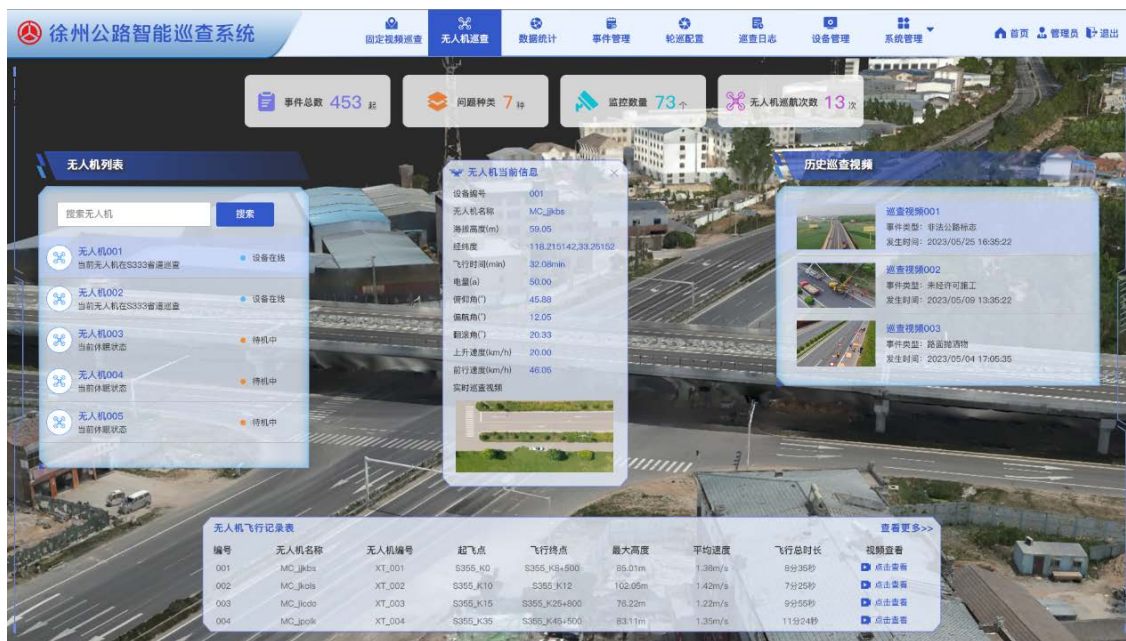 徐州公路智能巡查系统
固定视频巡查 无人机巡查 数据统计 事件管理 轮巡配置 巡查日志 设备管理 系统管理
首页 管理员 退出
事件总数 453 起
问题种类 7 种
监控数量 73 个
无人机巡航次数 13 次
无人机列表
搜索无人机 搜索
无人机001
当前无人机在S333省道巡查 设备在线
无人机002
当前无人机在S333省道巡查 设备在线
无人机003
当前休眠状态 待机中
无人机004
当前休眠状态 待机中
无人机005
当前休眠状态 待机中
无人机当前信息
设备编号 001
无人机名称 MC_jjkbs
海拔高度(m) 59.05
经纬度 118.215142,33.25152
飞行时间(min) 32.08min
电量(a) 50.00
俯仰角(°) 45.88
偏航角(°) 12.05
翻滚角(°) 20.33
上升速度(km/h) 20.00
前行速度(km/h) 46.05
实时巡查视频
历史巡查视频
巡查视频001
事件类型: 非法公路标志
发生时间: 2023/05/25 16:35:22
巡查视频002
事件类型: 未经许可施工
发生时间: 2023/05/09 13:35:22
巡查视频003
事件类型: 路面抛洒物
发生时间: 2023/05/04 17:05:35
无人机飞行记录表 查看更多>>
编号 无人机名称 无人机编号 起飞点 飞行终点 最大高度 平均速度 飞行总时长 视频查看
001 MC_jjkbs XT_001 S355_K0 S355_K8+500 85.01m 1.38m/s 8分35秒 点击查看
002 MC_jkols XT_002 S355_K10 S355_K12 102.05m 1.42m/s 7分25秒 点击查看
003 MC_jlcdo XT_003 S355_K15 S355_K25+800 76.22m 1.22m/s 9分55秒 点击查看
004 MC_jpolk XT_004 S355_K35 S355_K45+500 83.11m 1.35m/s 11分24秒 点击查看